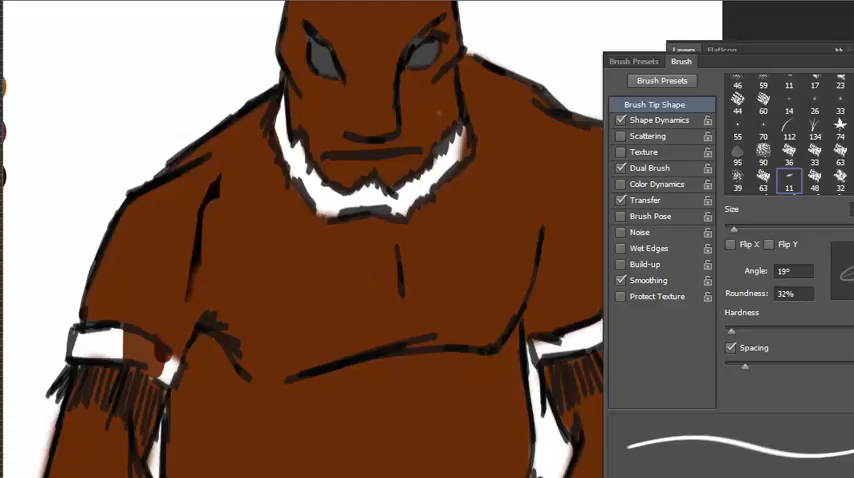 Layers FlatIcon
Brush Presets Brush
Brush Presets
46 59 11 17 23
44 60 14 26 33
55 70 112 134 74
95 90 36 33 63
39 63 11 48 32
Brush Tip Shape
Shape Dynamics
Scattering
Texture
Dual Brush
Color Dynamics
Transfer
Brush Pose
Noise
Wet Edges
Build-up
Smoothing
Protect Texture
Size
Flip X Flip Y
Angle: 19°
Roundness: 32%
Hardness
Spacing